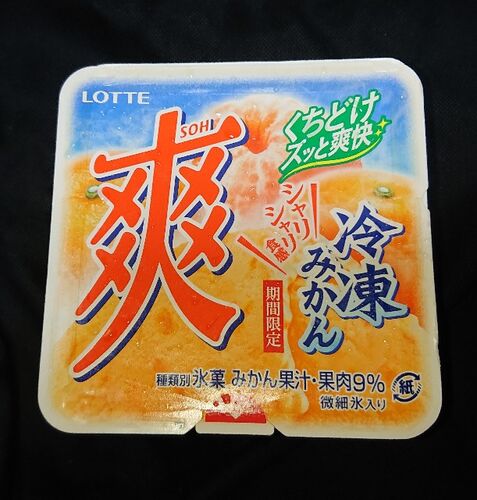 LOTTE
SOH
爽
くちどけ
ズッと爽快
シャリ
シャリ
食感
冷凍
みかん
期間限定
種類別 氷菓 みかん果汁・果肉9%
微細氷入り
紙